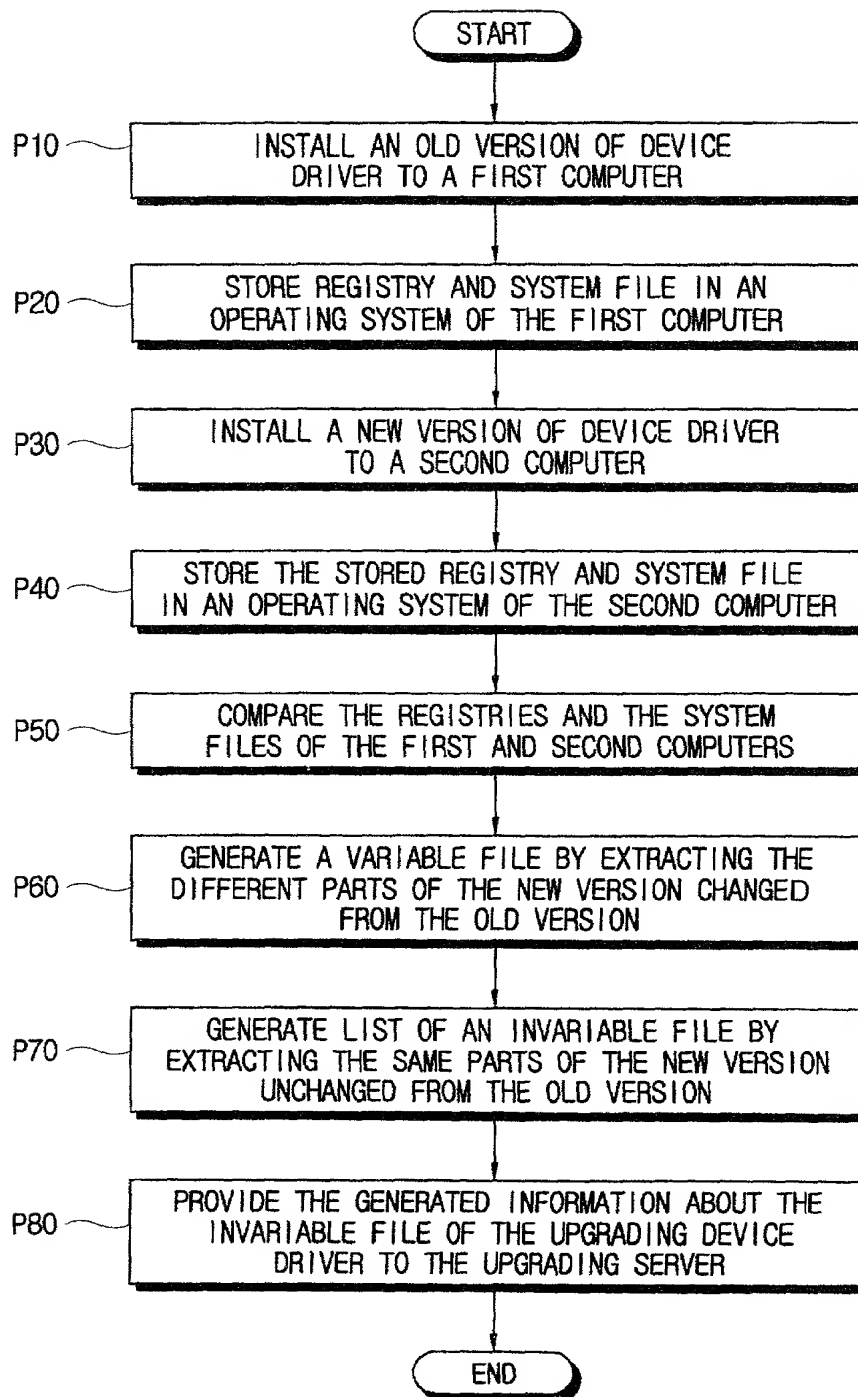 START
P10
INSTALL AN OLD VERSION OF DEVICE
DRIVER TO A FIRST COMPUTER
P20
STORE REGISTRY AND SYSTEM FILE IN AN
OPERATING SYSTEM OF THE FIRST COMPUTER
P30
INSTALL A NEW VERSION OF DEVICE DRIVER
TO A SECOND COMPUTER
P40
STORE THE STORED REGISTRY AND SYSTEM FILE
IN AN OPERATING SYSTEM OF THE SECOND COMPUTER
P50
COMPARE THE REGISTRIES AND THE SYSTEM
FILES OF THE FIRST AND SECOND COMPUTERS
P60
GENERATE A VARIABLE FILE BY EXTRACTING THE
DIFFERENT PARTS OF THE NEW VERSION CHANGED
FROM THE OLD VERSION
P70
GENERATE LIST OF AN INVARIABLE FILE BY
EXTRACTING THE SAME PARTS OF THE NEW VERSION
UNCHANGED FROM THE OLD VERSION
P80
PROVIDE THE GENERATED INFORMATION ABOUT THE
INVARIABLE FILE OF THE UPGRADING DEVICE
DRIVER TO THE UPGRADING SERVER
END